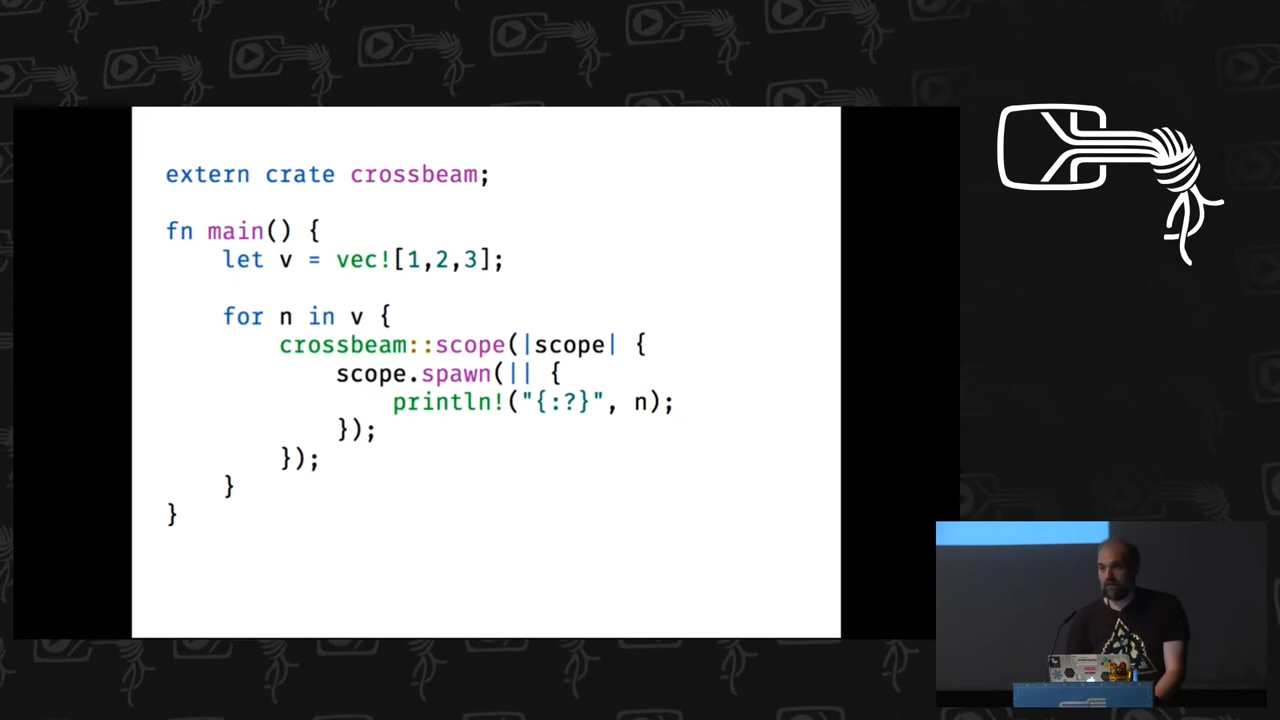 extern crate crossbeam;
fn main() {
    let v = vec![1,2,3];
    for n in v {
        crossbeam::scope(|scope| {
            scope.spawn(|| {
                println!("{:?}", n);
            });
        });
    }
}